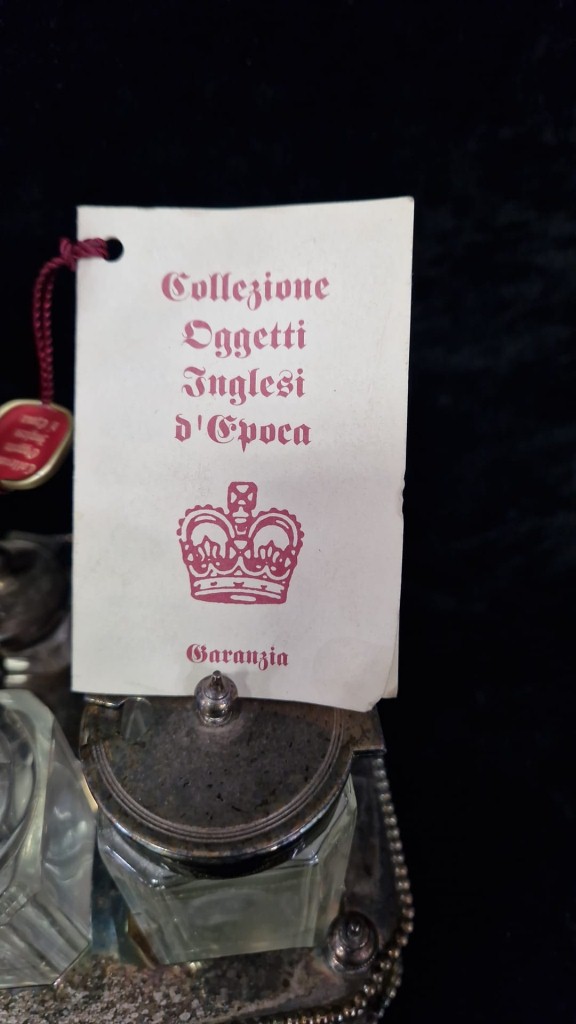 Collezione
Oggetti
Inglesi
d'Epoca
Garanzia